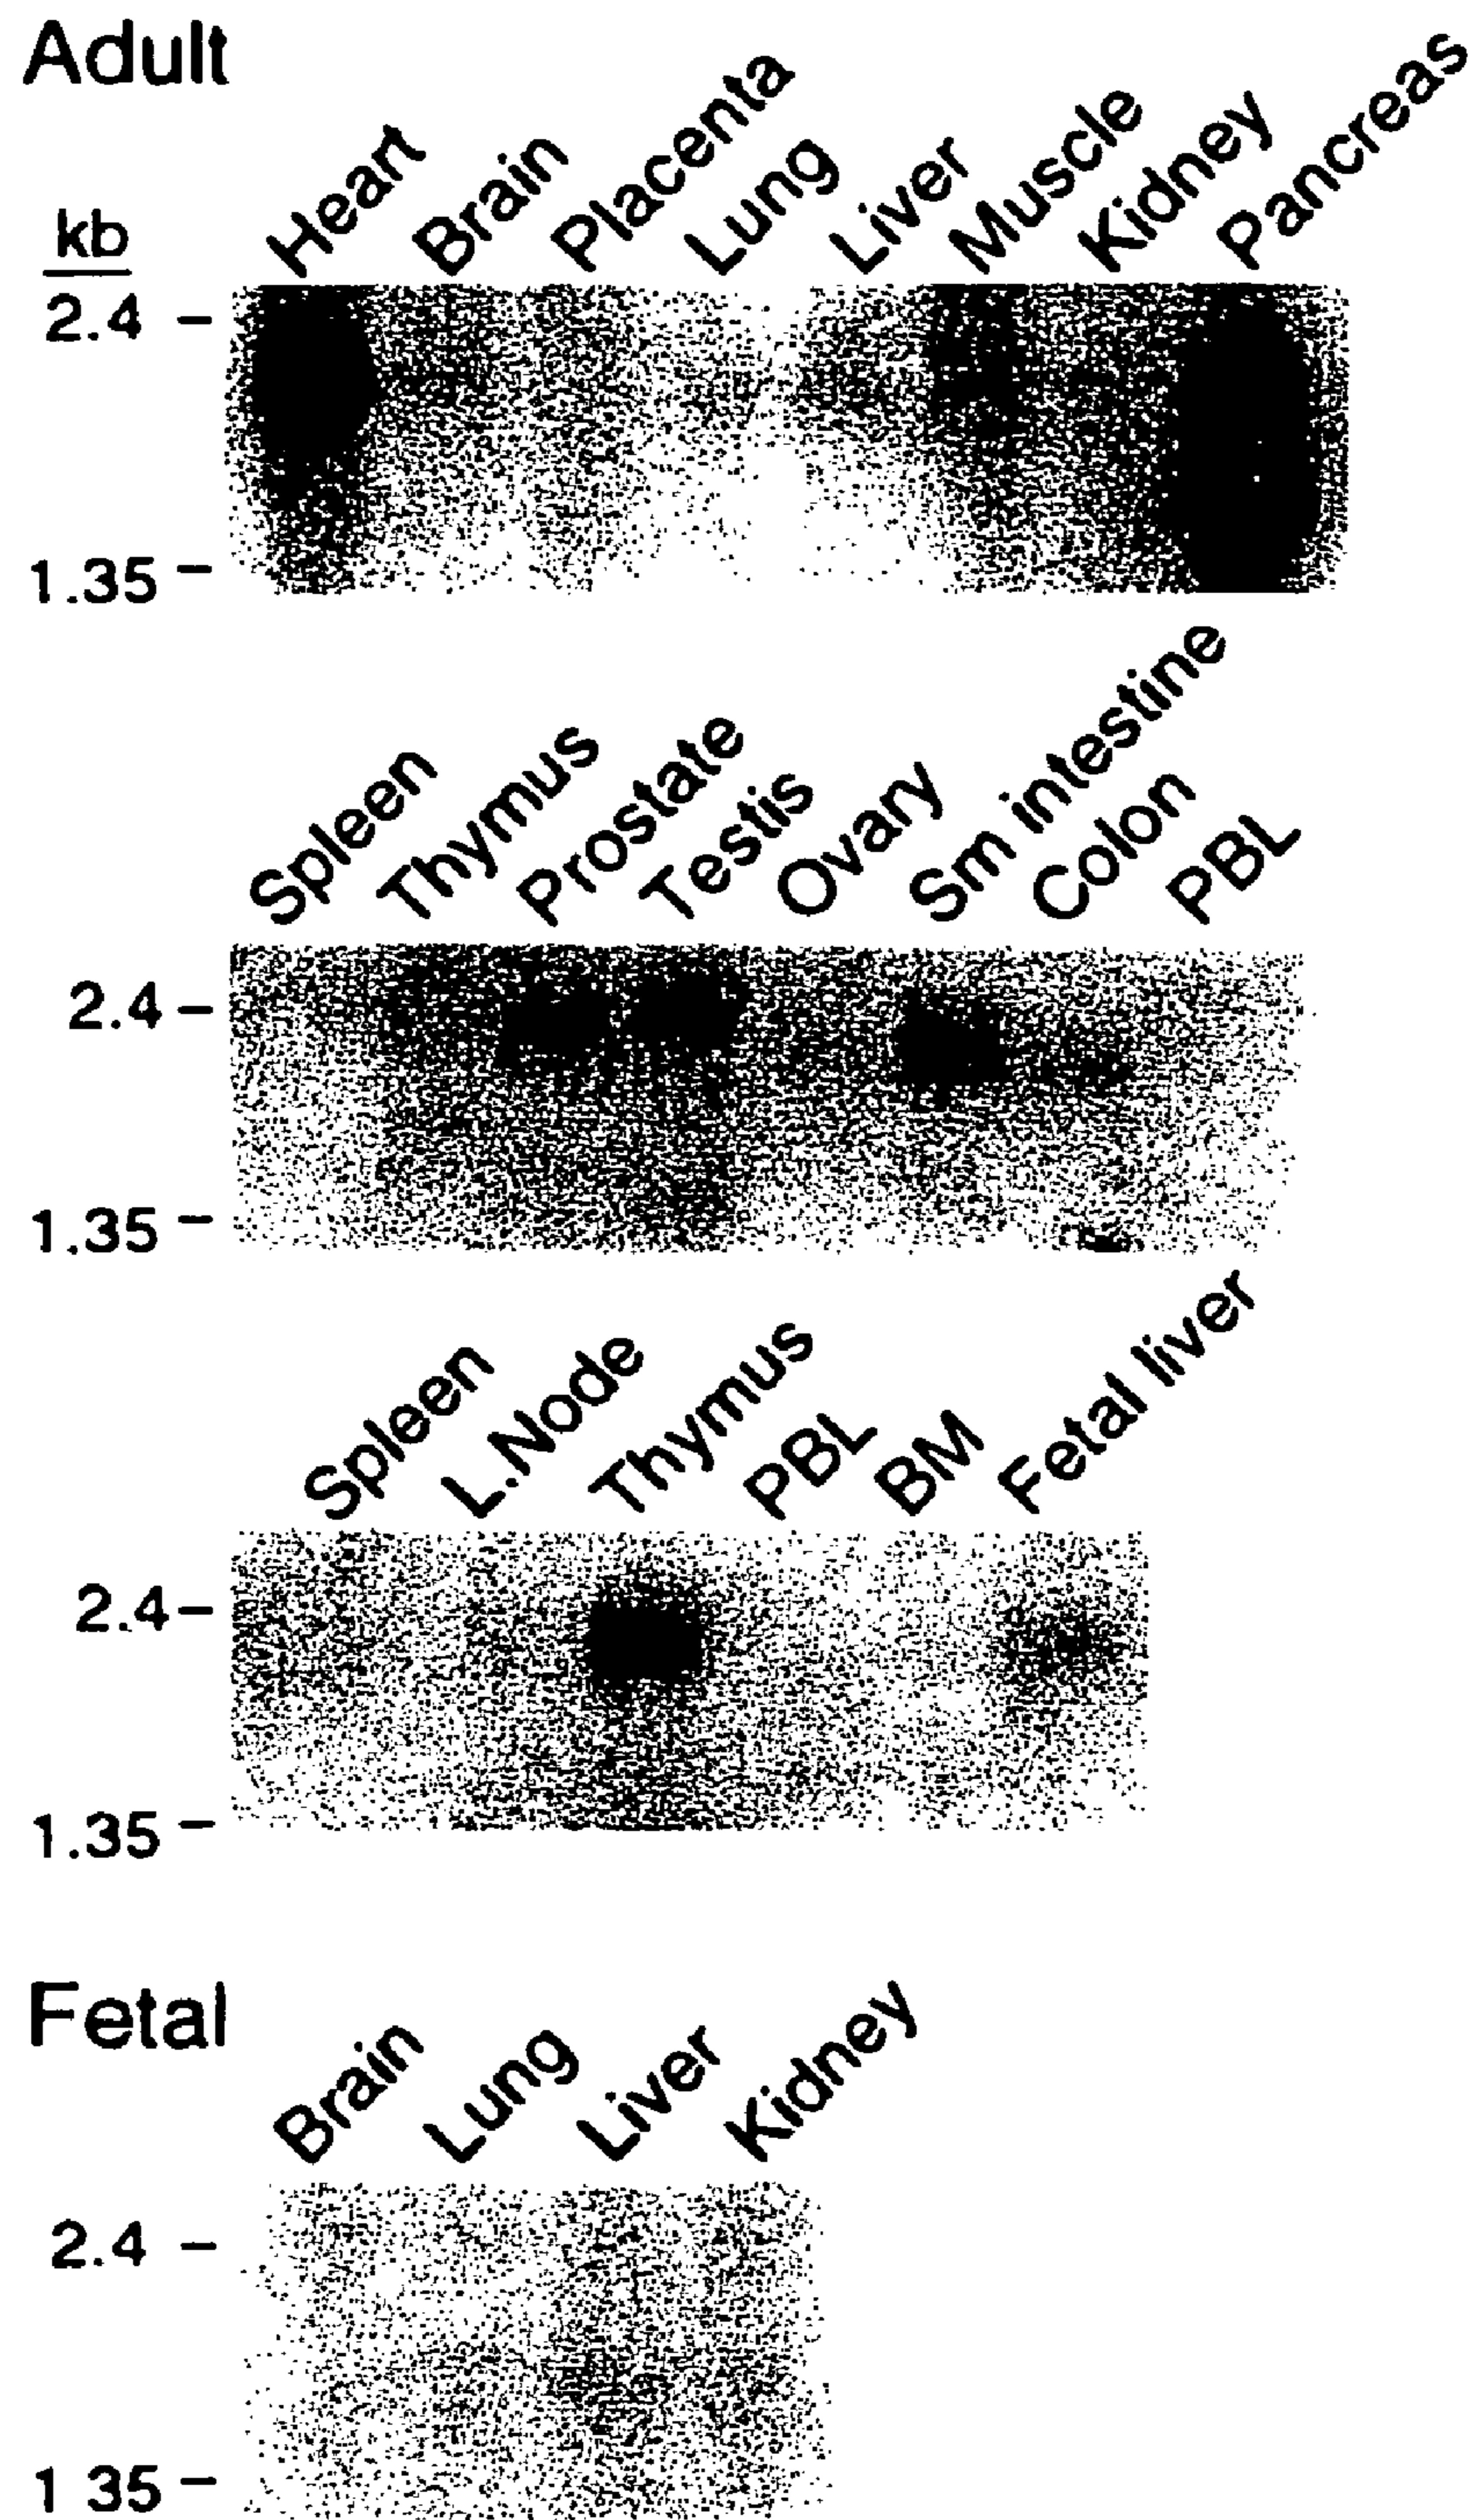 Adult
kb
Heart Brain Placenta Lung Liver Muscle Kidney Pancreas
2.4
1.35
Spleen Thymus Prostate Testis Ovary Sm intestine Colon PBL
2.4
1.35
Spleen L.Node Thymus PBL BM Fetal liver
2.4
1.35
Fetal
Brain Lung Liver Kidney
2.4
1 35